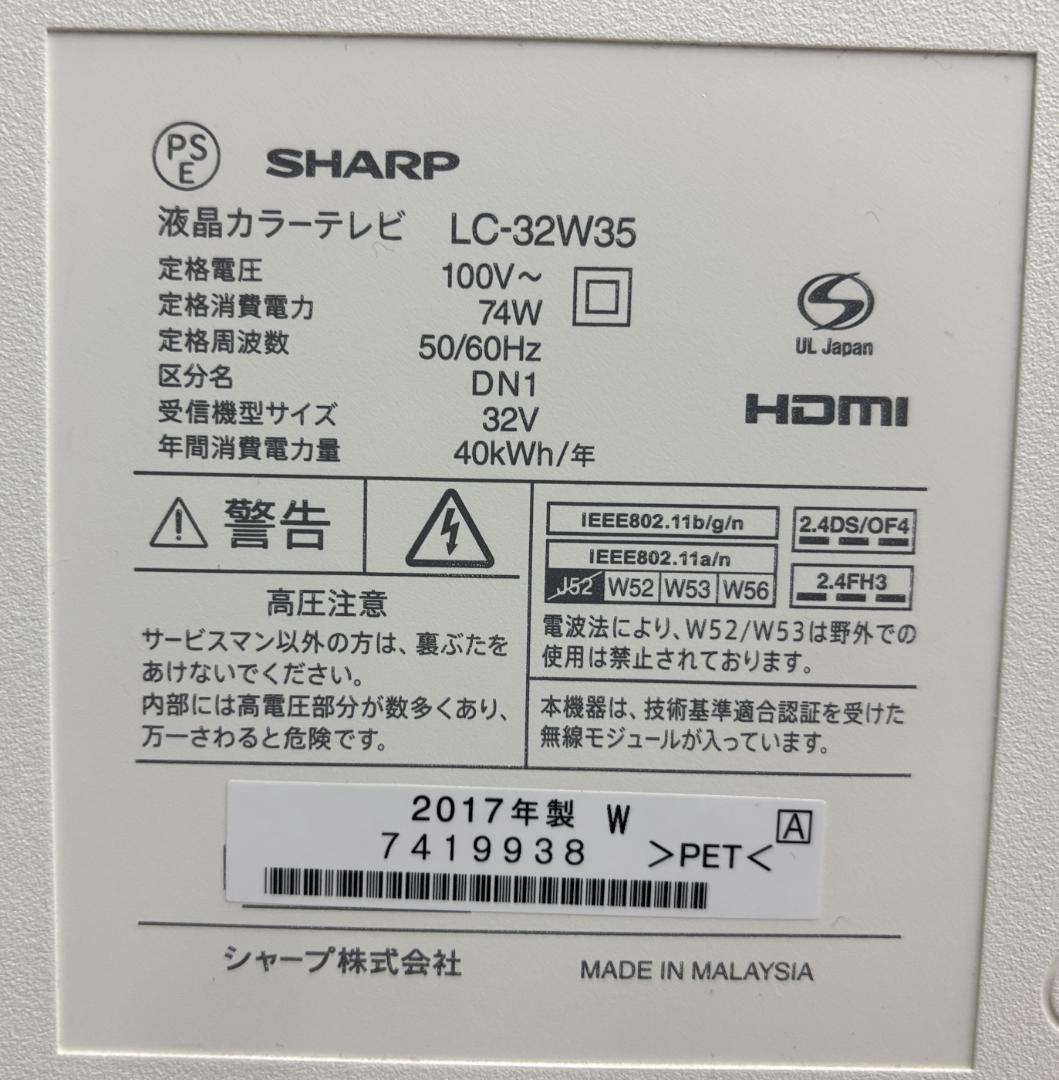 PS
E
SHARP
液晶カラーテレビ LC-32W35
定格電圧 100V～
定格消費電力 74W
定格周波数 50/60Hz
区分名 DN1
受信機型サイズ 32V
年間消費電力量 40kWh/年
UL Japan
HDMI
警告
高圧注意
サービスマン以外の方は、裏ぶたを
あけないでください。
内部には高電圧部分が数多くあり、
万一さわると危険です。
IEEE802.11b/g/n
IEEE802.11a/n
J52 W52 W53 W56
2.4DS/OF4
2.4FH3
電波法により、W52/W53は野外での
使用は禁止されております。
本機器は、技術基準適合認証を受けた
無線モジュールが入っています。
2017年製 W
A
7419938 >PET<
シャープ株式会社 MADE IN MALAYSIA